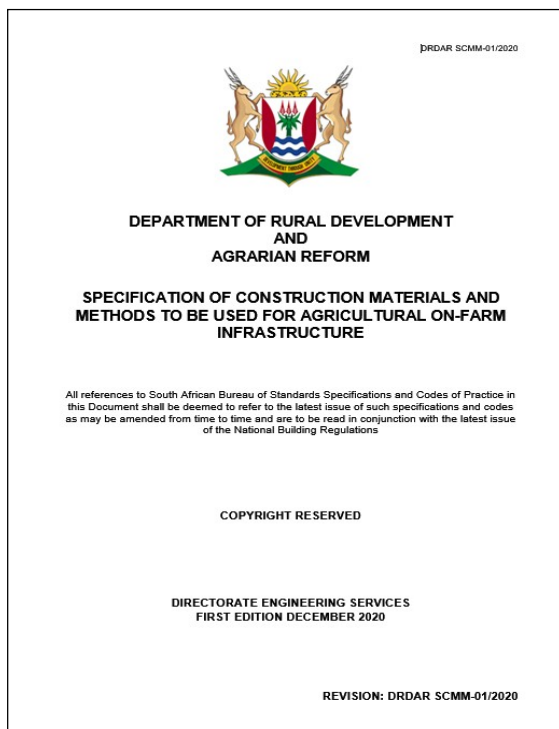 DRDAR SCMM-01/2020
DEVELOPMENT THROUGH UNITY
DEPARTMENT OF RURAL DEVELOPMENT
AND
AGRARIAN REFORM
SPECIFICATION OF CONSTRUCTION MATERIALS AND
METHODS TO BE USED FOR AGRICULTURAL ON-FARM
INFRASTRUCTURE
All references to South African Bureau of Standards Specifications and Codes of Practice in
this Document shall be deemed to refer to the latest issue of such specifications and codes
as may be amended from time to time and are to be read in conjunction with the latest issue
of the National Building Regulations
COPYRIGHT RESERVED
DIRECTORATE ENGINEERING SERVICES
FIRST EDITION DECEMBER 2020
REVISION: DRDAR SCMM-01/2020